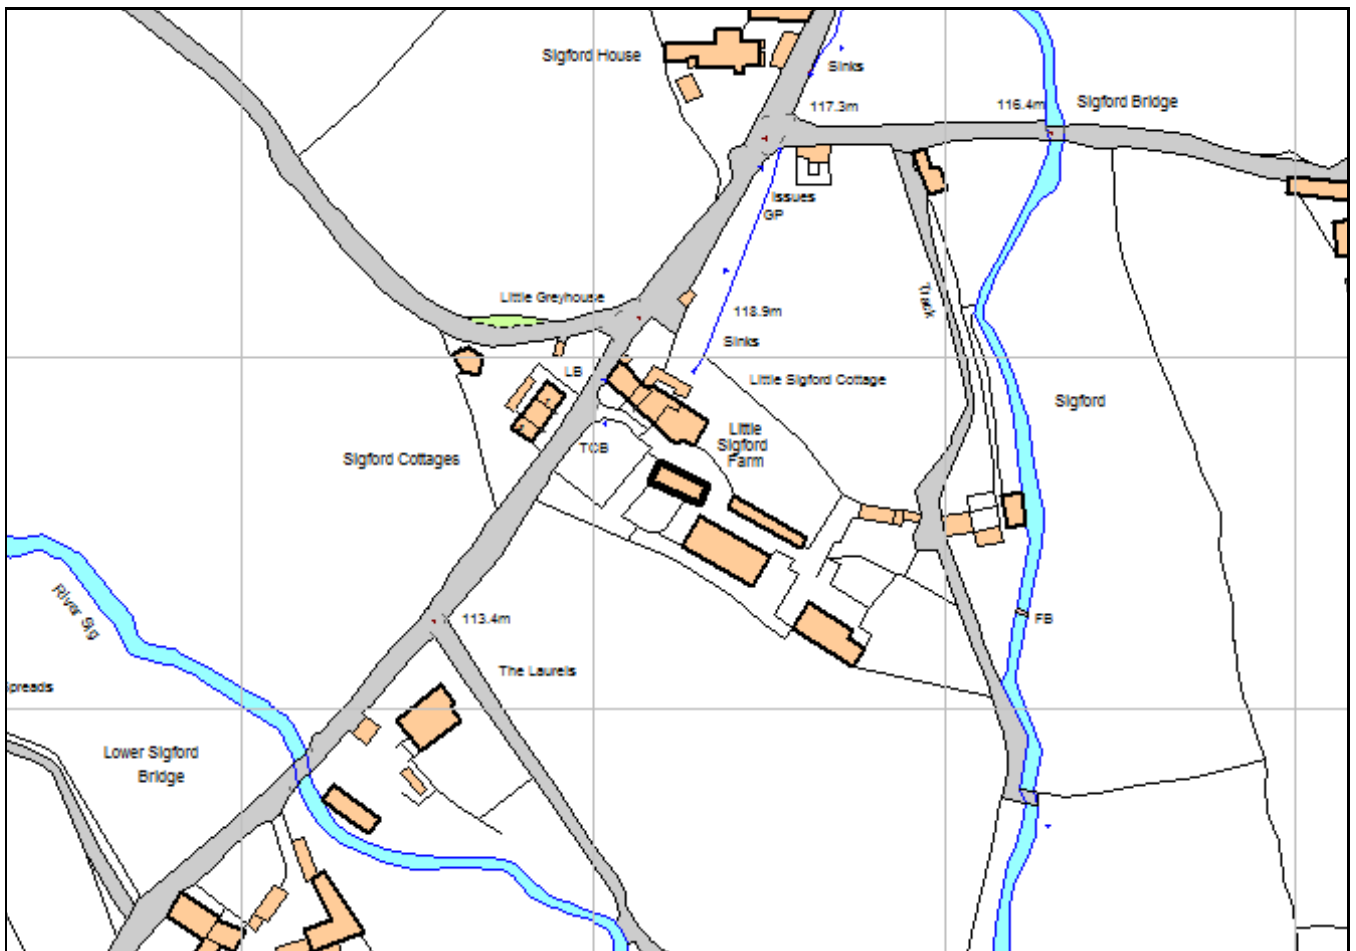 Sigford House
Sinks
117.3m
116.4m
Sigford Bridge
Issues
GP
Track
Little Greyhouse
118.9m
Sinks
LB
Little Sigford Cottage
Sigford
Little
Sigford
Farm
TCB
Sigford Cottages
River Sig
113.4m
FB
The Laurels
Spreads
Lower Sigford
Bridge